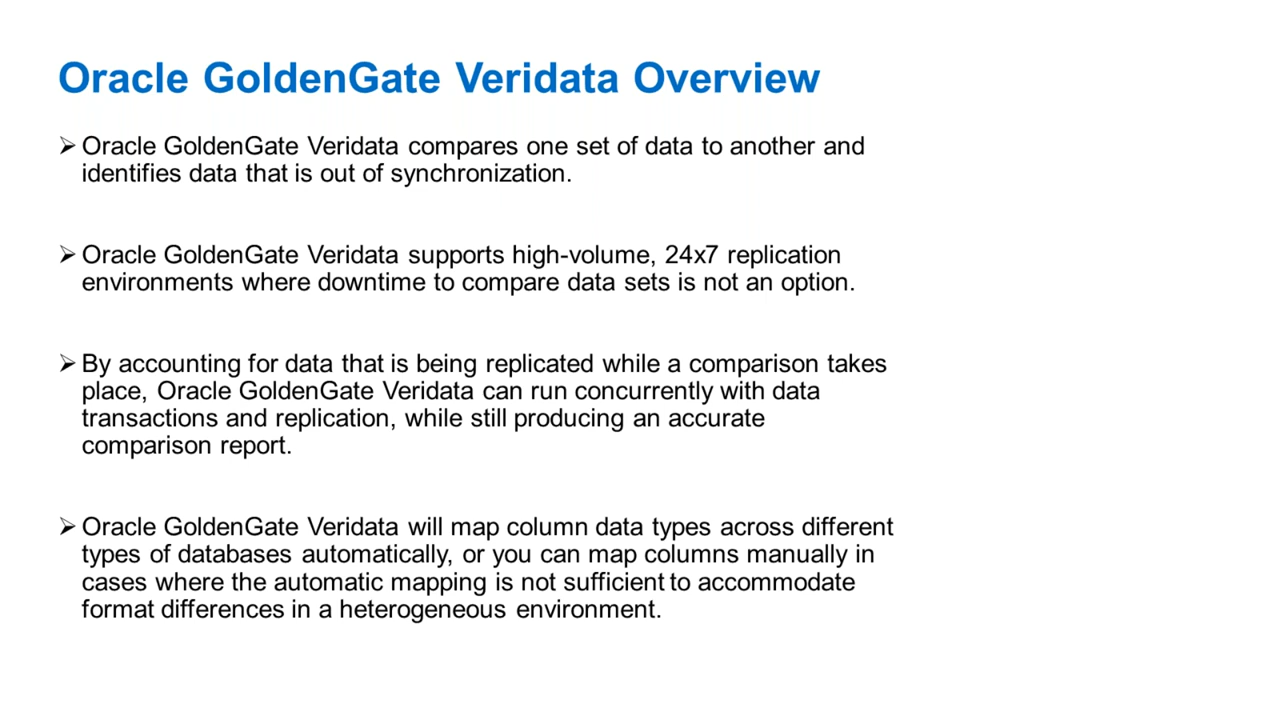 Oracle GoldenGate Veridata Overview
➢ Oracle GoldenGate Veridata compares one set of data to another and
identifies data that is out of synchronization.
➢ Oracle GoldenGate Veridata supports high-volume, 24x7 replication
environments where downtime to compare data sets is not an option.
➢ By accounting for data that is being replicated while a comparison takes
place, Oracle GoldenGate Veridata can run concurrently with data
transactions and replication, while still producing an accurate
comparison report.
➢ Oracle GoldenGate Veridata will map column data types across different
types of databases automatically, or you can map columns manually in
cases where the automatic mapping is not sufficient to accommodate
format differences in a heterogeneous environment.